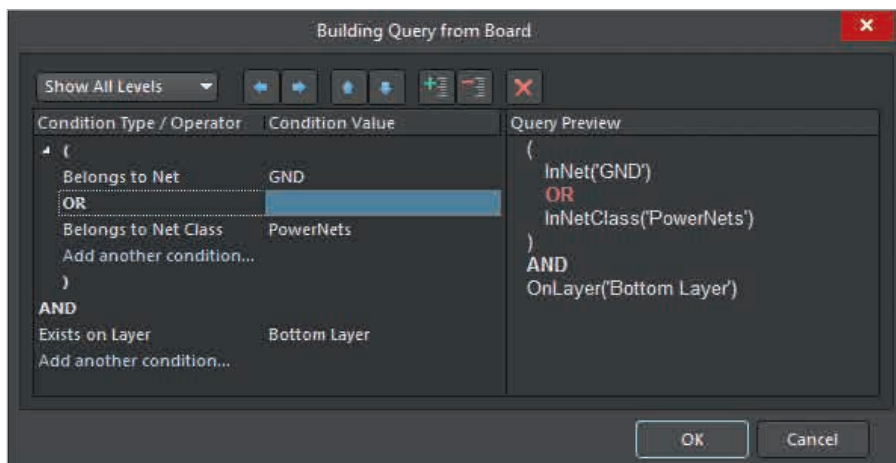 Building Query from Board
Show All Levels
Condition Type / Operator Condition Value Query Preview
(
Belongs to Net GND
OR
Belongs to Net Class PowerNets
Add another condition...
)
AND
Exists on Layer Bottom Layer
Add another condition...
(
InNet('GND')
OR
InNetClass('PowerNets')
)
AND
OnLayer('Bottom Layer')
OK Cancel